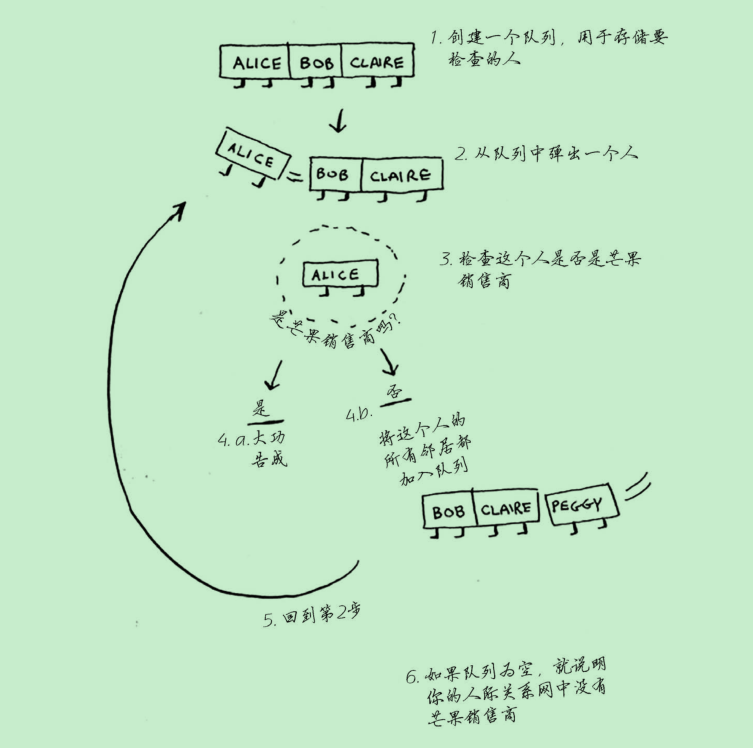 ALICE BOB CLAIRE
1. 创建一个队列，用于存储要
检查的人
ALICE BOB CLAIRE
2. 从队列中弹出一个人
ALICE
3. 检查这个人是否是芒果
销售商
是芒果销售商吗？
是
4.a. 大功
告成
否
4.b. 将这个人的
所有邻居都
加入队列
BOB CLAIRE PEGGY
5. 回到第2步
6. 如果队列为空，就说明
你的人际关系网中没有
芒果销售商